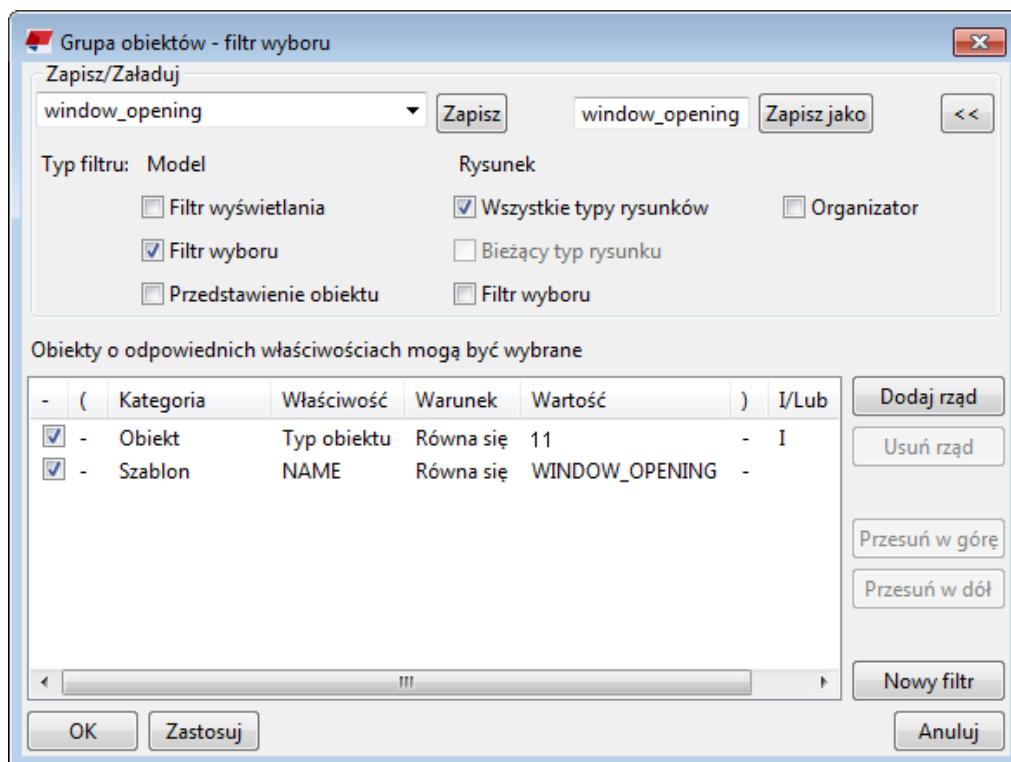 Grupa obiektów - filtr wyboru
Zapisz/Załaduj
window_opening Zapisz window_opening Zapisz jako <<
Typ filtru: Model Rysunek
Filtr wyświetlania Wszystkie typy rysunków Organizator
Filtr wyboru Bieżący typ rysunku
Przedstawienie obiektu Filtr wyboru
Obiekty o odpowiednich właściwościach mogą być wybrane
- ( Kategoria Właściwość Warunek Wartość ) I/Lub Dodaj rząd
- Obiekt Typ obiektu Równa się 11 - I Usuń rząd
- Szablon NAME Równa się WINDOW_OPENING -
Przesuń w górę
Przesuń w dół
Nowy filtr
OK Zastosuj Anuluj